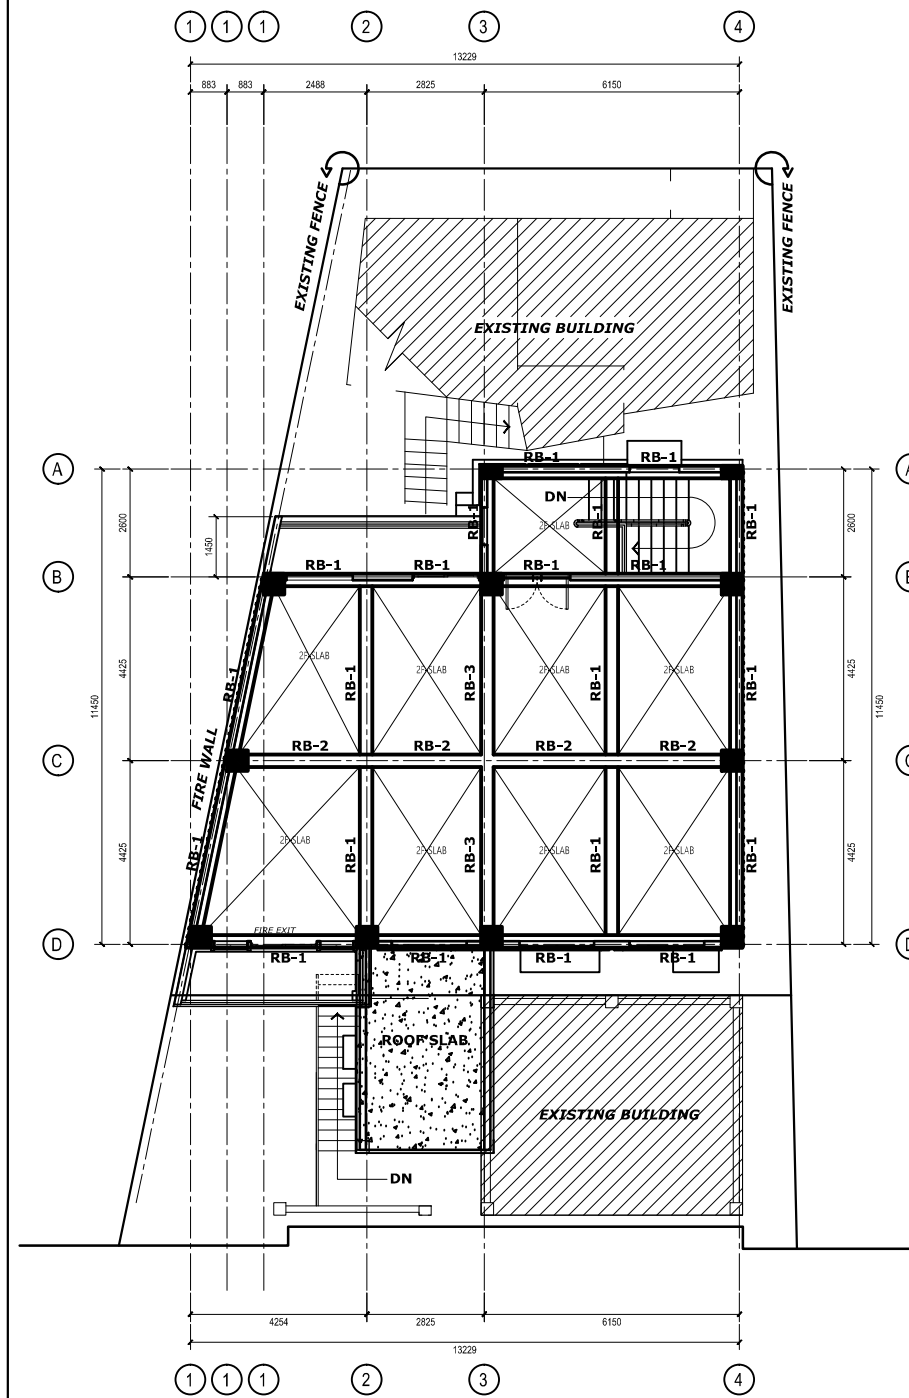 1 1 1 2 3 4
13229
883 883 2488 2825 6150
EXISTING FENCE
EXISTING FENCE
EXISTING BUILDING
A
RB-1 RB-1
A
DN
2600
1450
RB-1
2F-SLAB
RB-1
RB-1
2600
B
RB-1 RB-1 RB-1 RB-1
11450
4425
RB-1
2F-SLAB
RB-1
2F-SLAB
RB-3
2F-SLAB
RB-1
2F-SLAB
RB-1
4425
11450
FIRE WALL
RB-2 RB-2 RB-2 RB-2
C
4425
RB-1
2F-SLAB
RB-1
2F-SLAB
RB-3
2F-SLAB
RB-1
2F-SLAB
RB-1
4425
FIRE EXIT
D
RB-1 RB-1 RB-1 RB-1
ROOF SLAB
EXISTING BUILDING
DN
4254 2825 6150
13229
1 1 1 2 3 4